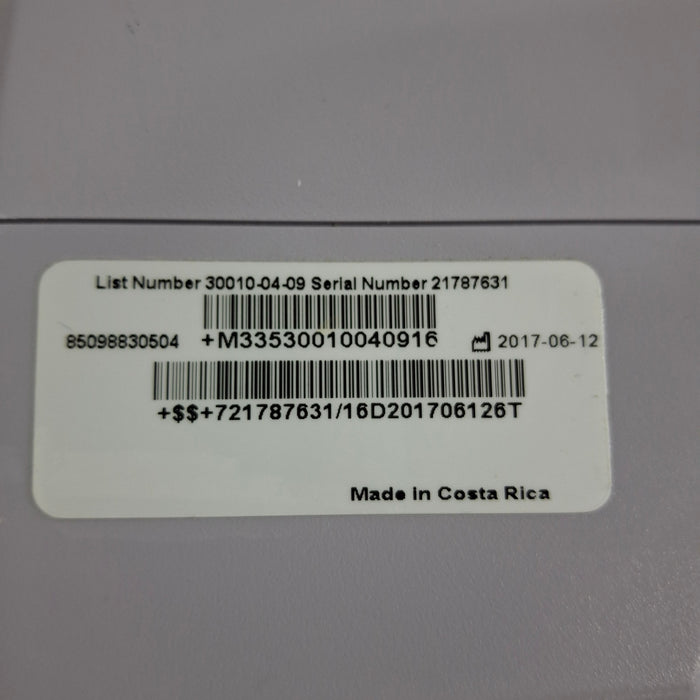 List Number 30010-04-09 Serial Number 21787631
85098830504 +M33530010040916 2017-06-12
+$$+721787631/16D201706126T
Made in Costa Rica